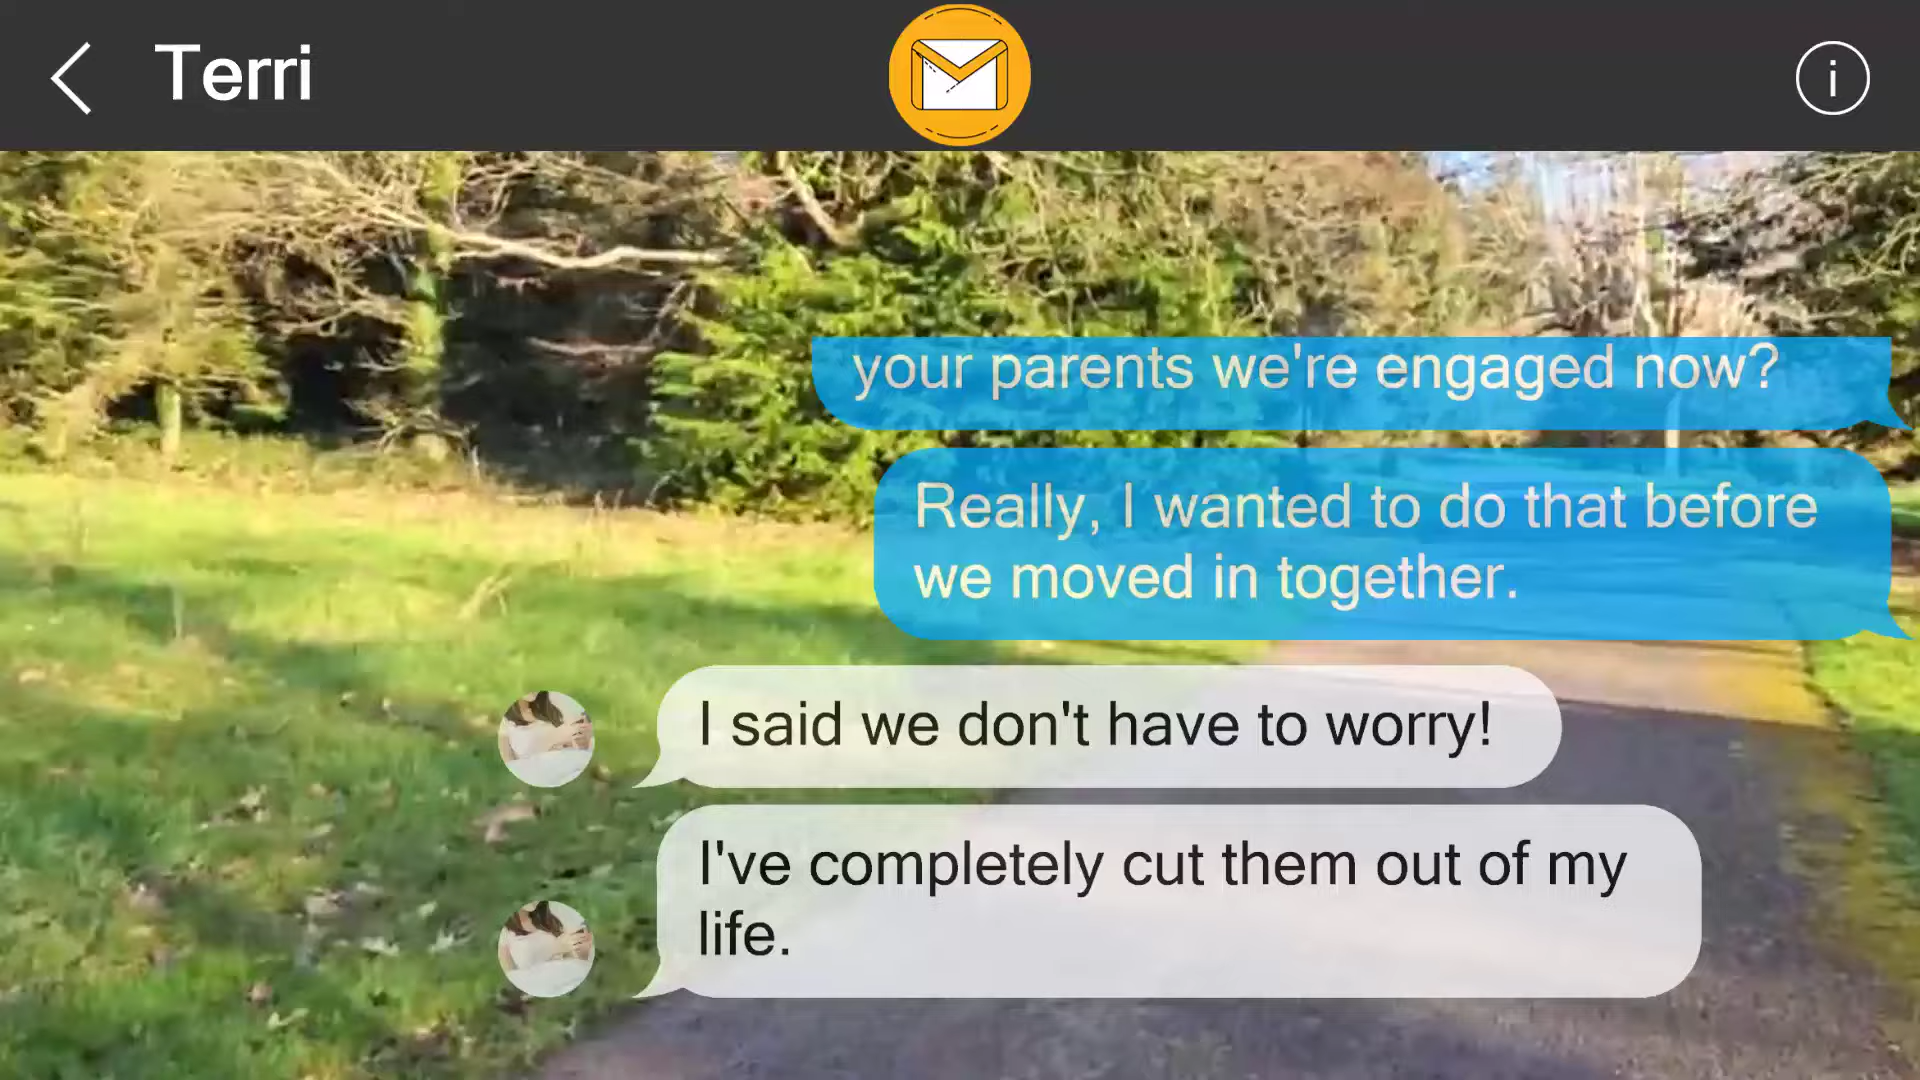 Terri
i
your parents we're engaged now?
Really, I wanted to do that before
we moved in together.
I said we don't have to worry!
I've completely cut them out of my
life.